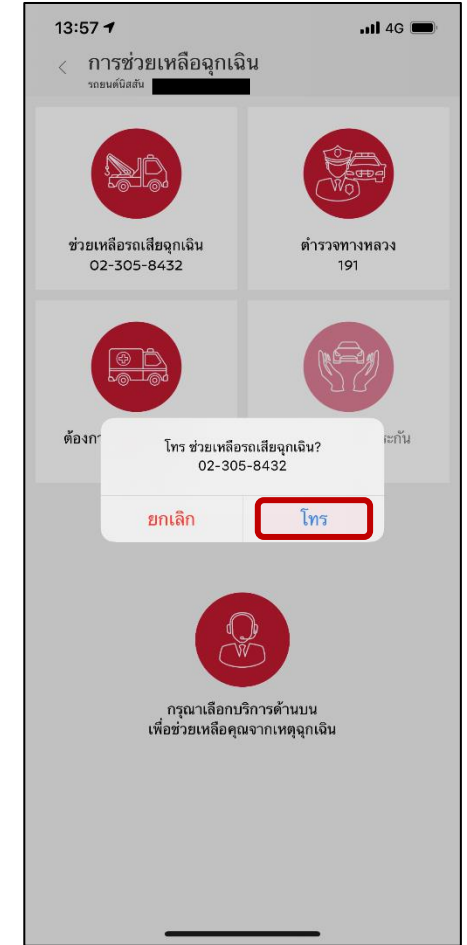 13:57
4G
การช่วยเหลือฉุกเฉิน
รถยนต์นิสสัน
ช่วยเหลือรถเสียฉุกเฉิน
02-305-8432
ตำรวจทางหลวง
191
โทร ช่วยเหลือรถเสียฉุกเฉิน?
02-305-8432
ยกเลิก
โทร
กรุณาเลือกบริการด้านบน
เพื่อช่วยเหลือคุณจากเหตุฉุกเฉิน